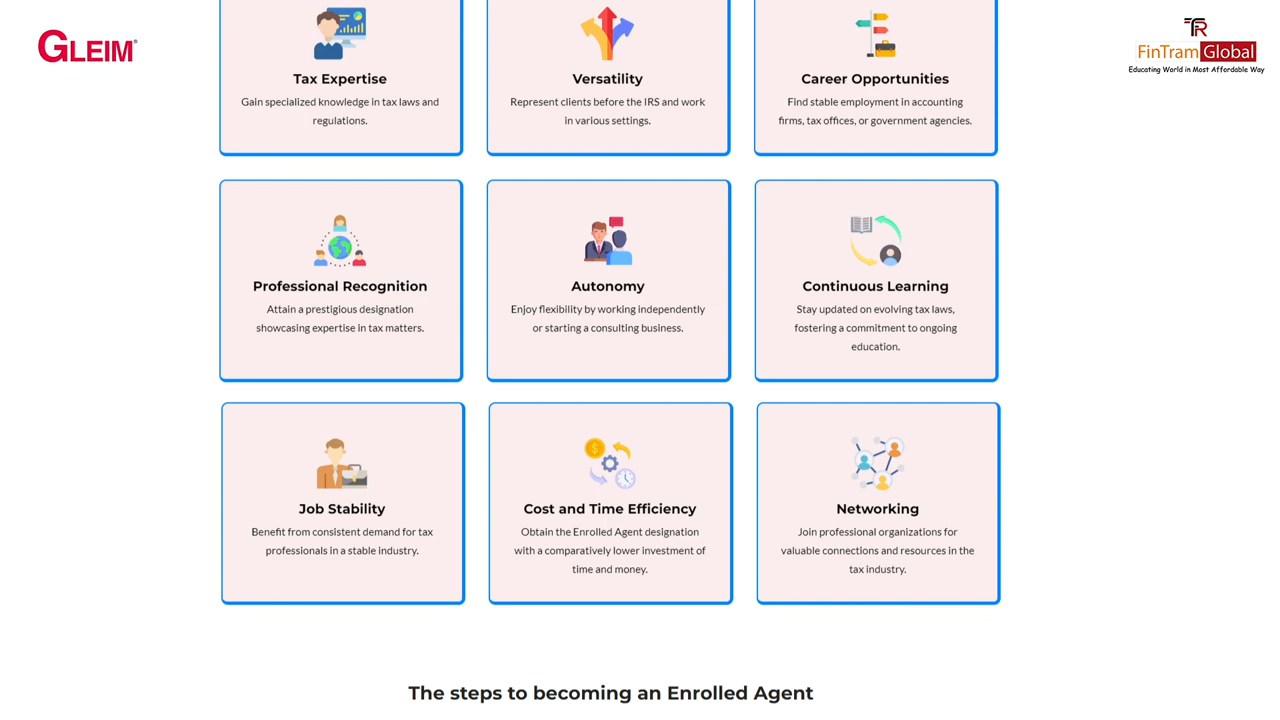 GLEIM®
TR
FinTram Global
Educating World in Most Affordable Way
Tax Expertise
Gain specialized knowledge in tax laws and
regulations.
Versatility
Represent clients before the IRS and work
in various settings.
Career Opportunities
Find stable employment in accounting
firms, tax offices, or government agencies.
Professional Recognition
Attain a prestigious designation
showcasing expertise in tax matters.
Autonomy
Enjoy flexibility by working independently
or starting a consulting business.
Continuous Learning
Stay updated on evolving tax laws,
fostering a commitment to ongoing
education.
Job Stability
Benefit from consistent demand for tax
professionals in a stable industry.
Cost and Time Efficiency
Obtain the Enrolled Agent designation
with a comparatively lower investment of
time and money.
Networking
Join professional organizations for
valuable connections and resources in the
tax industry.
The steps to becoming an Enrolled Agent